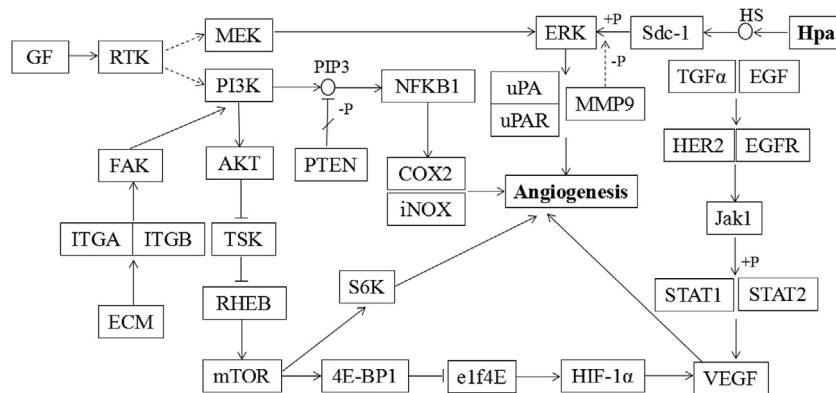 GF
RTK
MEK
ERK
+P
Sdc-1
HS
Hpa
PI3K
PIP3
-P
NFKB1
uPA
uPAR
-P
MMP9
TGFα
EGF
FAK
AKT
PTEN
COX2
iNOX
Angiogenesis
HER2
EGFR
ITGA
ITGB
TSK
Jak1
+P
ECM
RHEB
S6K
STAT1
STAT2
mTOR
4E-BP1
e1f4E
HIF-1α
VEGF